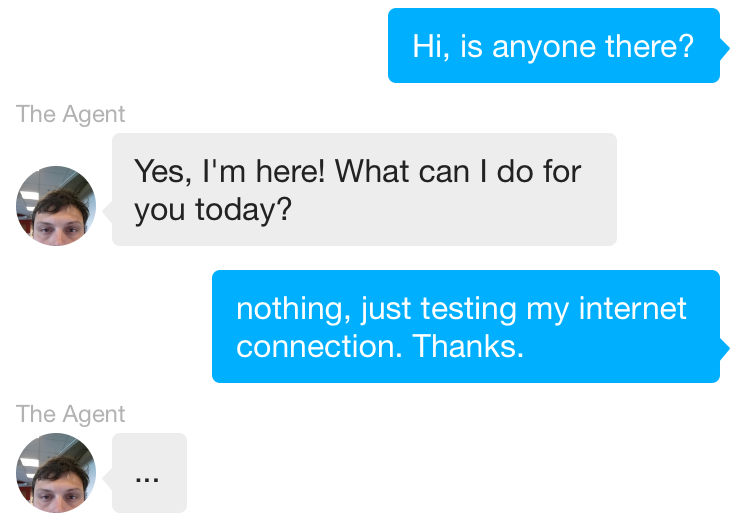 Hi, is anyone there?
The Agent
Yes, I'm here! What can I do for
you today?
nothing, just testing my internet
connection. Thanks.
The Agent
...